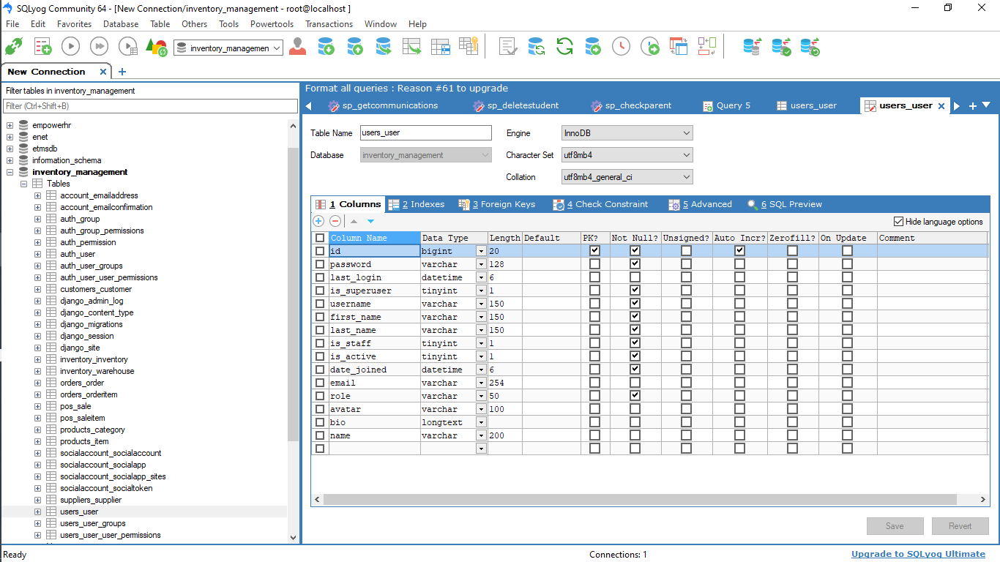 SQLyog Community 64 - [New Connection/inventory_management - root@localhost ]
File Edit Favorites Database Table Others Tools Powertools Transactions Window Help
inventory_managemen
New Connection
Filter tables in inventory_management
Filter (Ctrl+Shift+B)
empowerhr
enet
etmsdb
information_schema
inventory_management
Tables
account_emailaddress
account_emailconfirmation
auth_group
auth_group_permissions
auth_permission
auth_user
auth_user_groups
auth_user_user_permissions
customers_customer
django_admin_log
django_content_type
django_migrations
django_session
django_site
inventory_inventory
inventory_warehouse
orders_order
orders_orderitem
pos_sale
pos_saleitem
products_category
products_item
socialaccount_socialaccount
socialaccount_socialapp
socialaccount_socialapp_sites
socialaccount_socialtoken
suppliers_supplier
users_user
users_user_groups
users_user_user_permissions
Format all queries : Reason #61 to upgrade
sp_getcommunications sp_deletestudent sp_checkparent Query 5 users_user users_user
Table Name users_user Engine InnoDB
Database inventory_management Character Set utf8mb4
Collation utf8mb4_general_ci
1 Columns 2 Indexes 3 Foreign Keys 4 Check Constraint 5 Advanced 6 SQL Preview
Hide language options
Column Name Data Type Length Default PK? Not Null? Unsigned? Auto Incr? Zerofill? On Update Comment
id bigint 20
password varchar 128
last_login datetime 6
is_superuser tinyint 1
username varchar 150
first_name varchar 150
last_name varchar 150
is_staff tinyint 1
is_active tinyint 1
date_joined datetime 6
email varchar 254
role varchar 50
avatar varchar 100
bio longtext
name varchar 200
Save Revert
Ready Connections: 1 Upgrade to SQLyog Ultimate